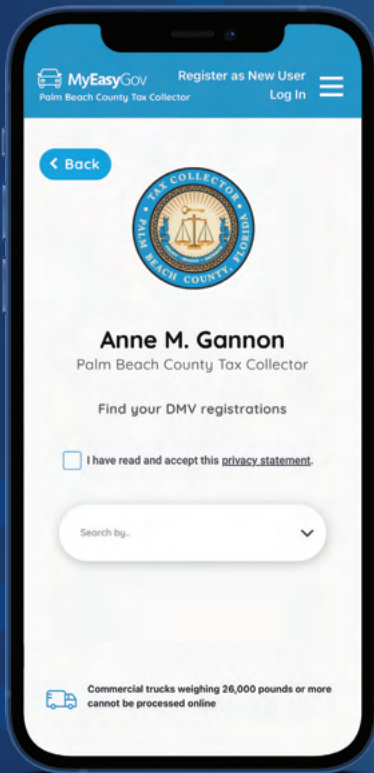 MyEasyGov
Palm Beach County Tax Collector
Register as New User
Log In
Back
TAX COLLECTOR
PALM BEACH COUNTY, FLORIDA
Anne M. Gannon
Palm Beach County Tax Collector
Find your DMV registrations
I have read and accept this privacy statement.
Search by..
Commercial trucks weighing 26,000 pounds or more
cannot be processed online